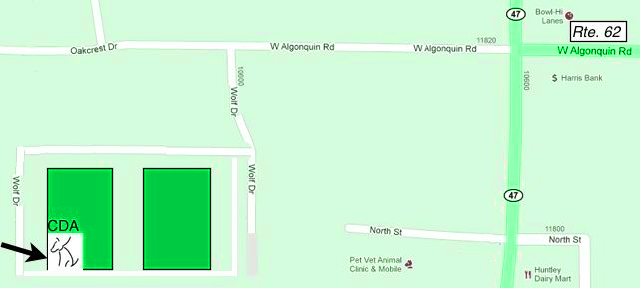 47
Bowl-Hi
Lanes
Rte. 62
11820
Oakcrest Dr
W Algonquin Rd
W Algonquin Rd
W Algonquin Rd
10600
Wolf Dr
10600
$ Harris Bank
Wolf Dr
Wolf Dr
47
CDA
North St
11800
North St
Pet Vet Animal
Clinic & Mobile
Huntley
Dairy Mart